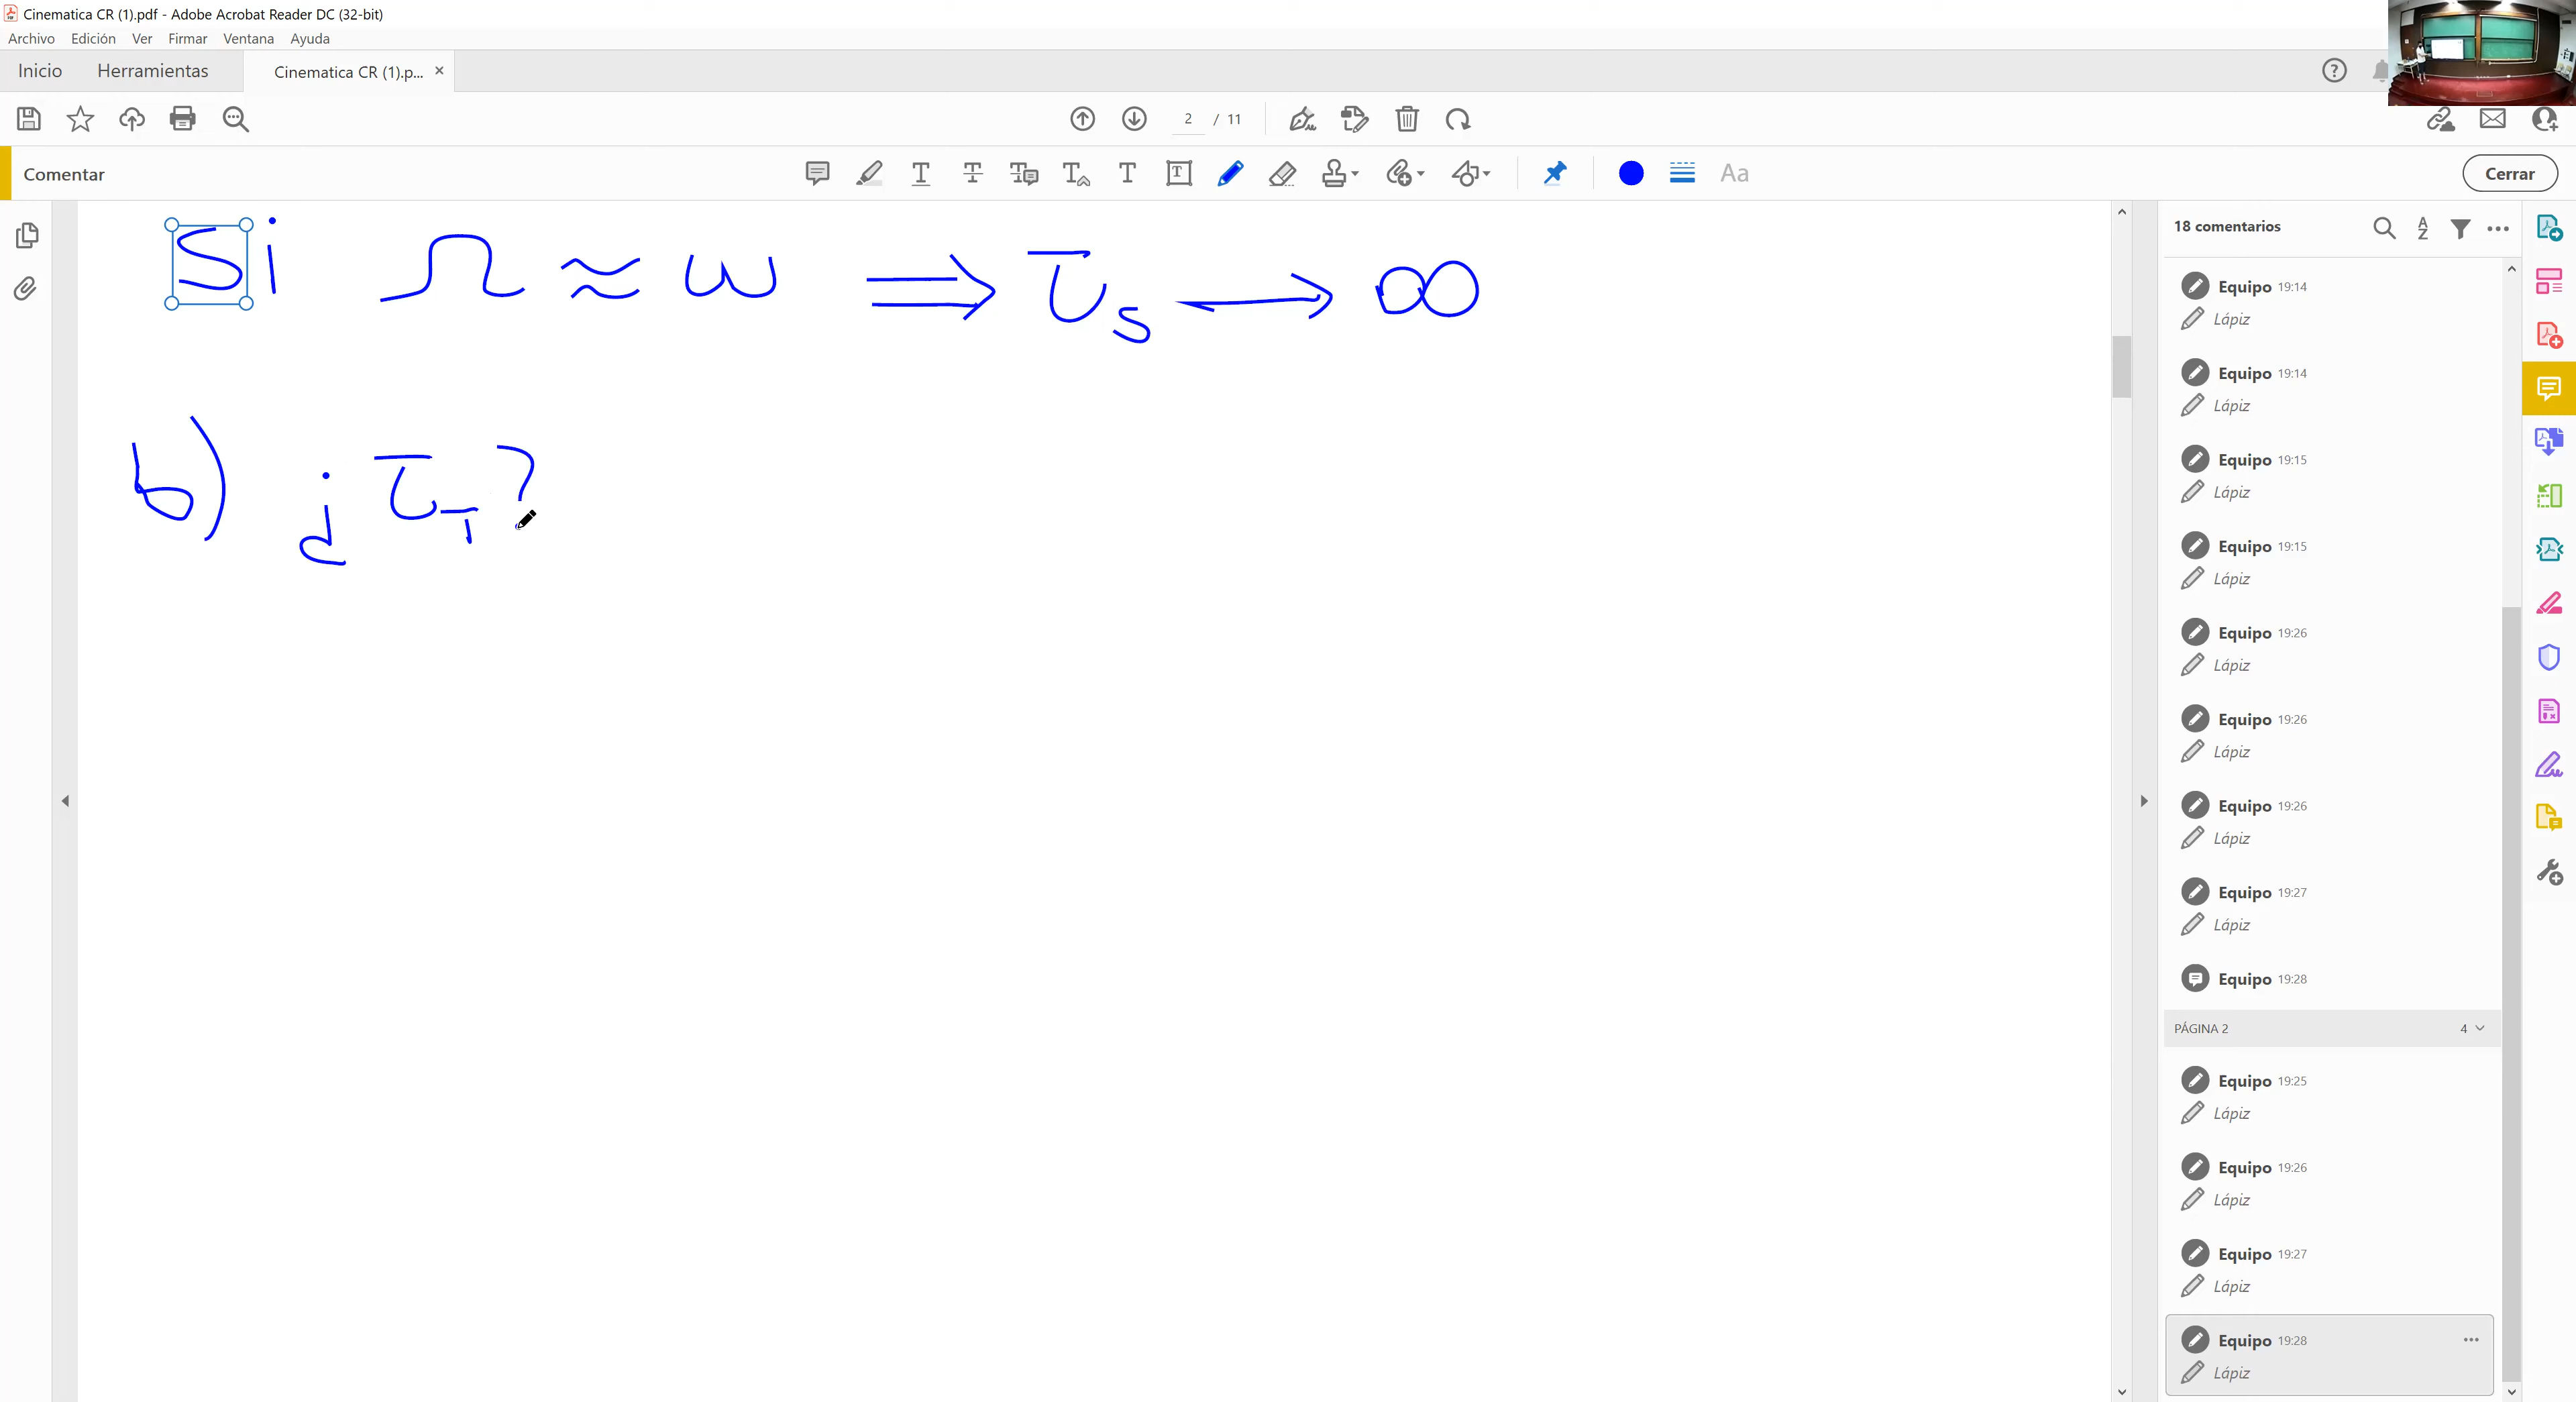 Cinematica CR (1).pdf - Adobe Acrobat Reader DC (32-bit)
Archivo Edición Ver Firmar Ventana Ayuda
Inicio Herramientas Cinematica CR (1).p... ×
2 / 11
Comentar
Aa
Cerrar
Si Ω ≈ ω ⇒ τ_s → ∞
b) ¿τ_T?
18 comentarios
Equipo 19:14
Lápiz
Equipo 19:14
Lápiz
Equipo 19:15
Lápiz
Equipo 19:15
Lápiz
Equipo 19:26
Lápiz
Equipo 19:26
Lápiz
Equipo 19:26
Lápiz
Equipo 19:27
Lápiz
Equipo 19:28
PÁGINA 2 4
Equipo 19:25
Lápiz
Equipo 19:26
Lápiz
Equipo 19:27
Lápiz
Equipo 19:28
Lápiz